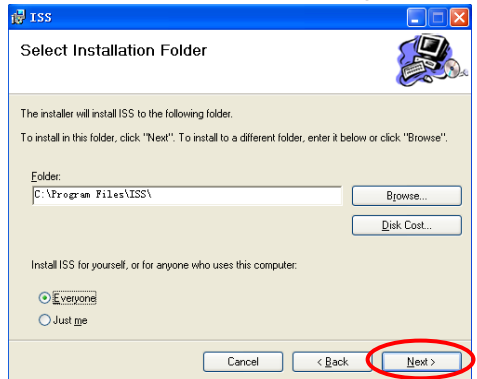 ISS
Select Installation Folder
The installer will install ISS to the following folder.
To install in this folder, click "Next". To install to a different folder, enter it below or click "Browse".
Folder:
C:\Program Files\ISS\
Browse...
Disk Cost...
Install ISS for yourself, or for anyone who uses this computer:
Everyone
Just me
Cancel
< Back
Next >